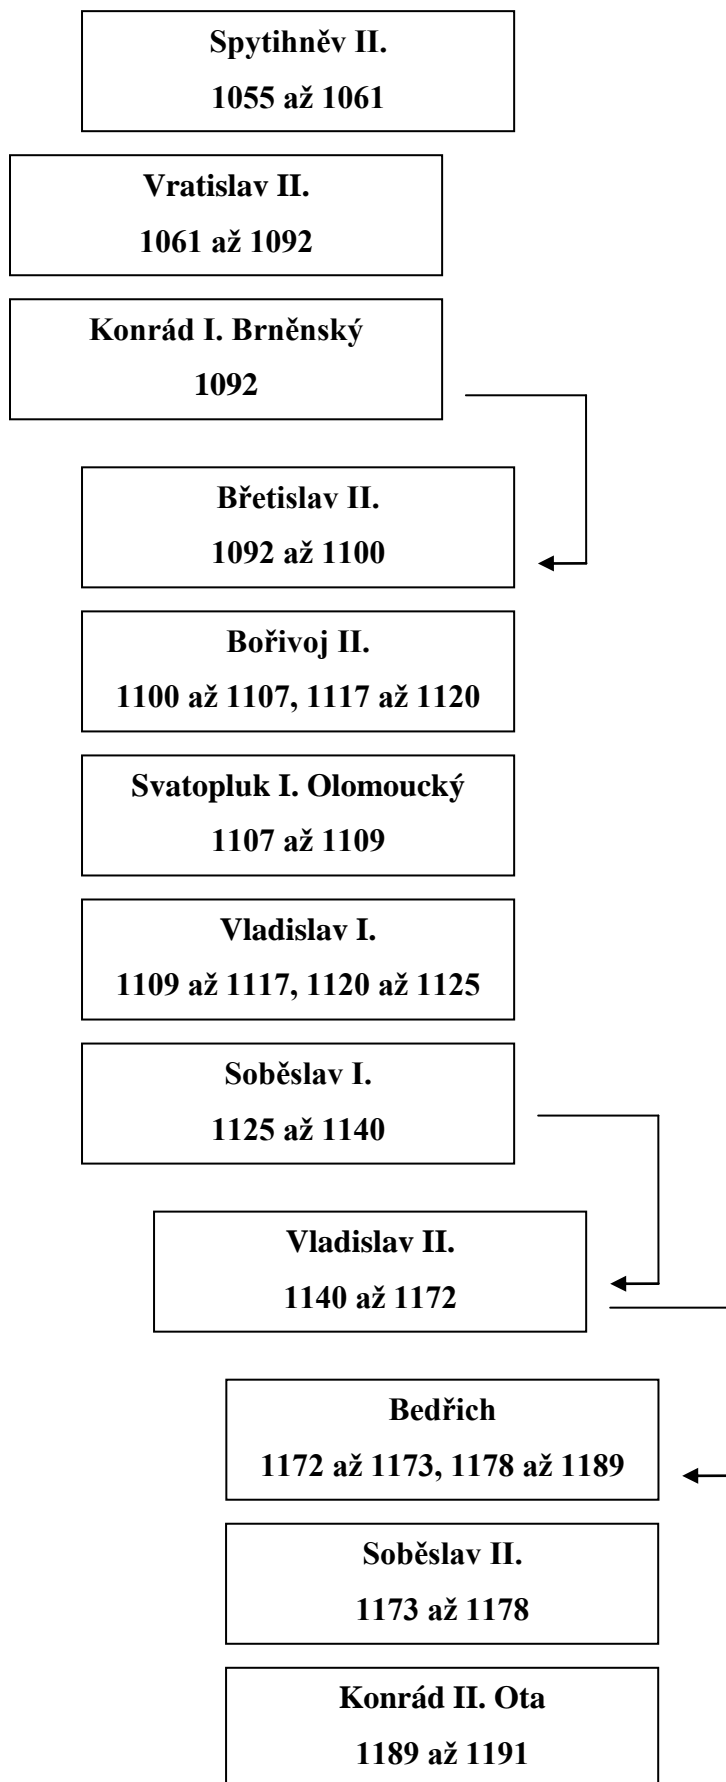 Spytihněv II.
1055 až 1061
Vratislav II.
1061 až 1092
Konrád I. Brněnský
1092
Břetislav II.
1092 až 1100
Bořivoj II.
1100 až 1107, 1117 až 1120
Svatopluk I. Olomoucký
1107 až 1109
Vladislav I.
1109 až 1117, 1120 až 1125
Soběslav I.
1125 až 1140
Vladislav II.
1140 až 1172
Bedřich
1172 až 1173, 1178 až 1189
Soběslav II.
1173 až 1178
Konrád II. Ota
1189 až 1191